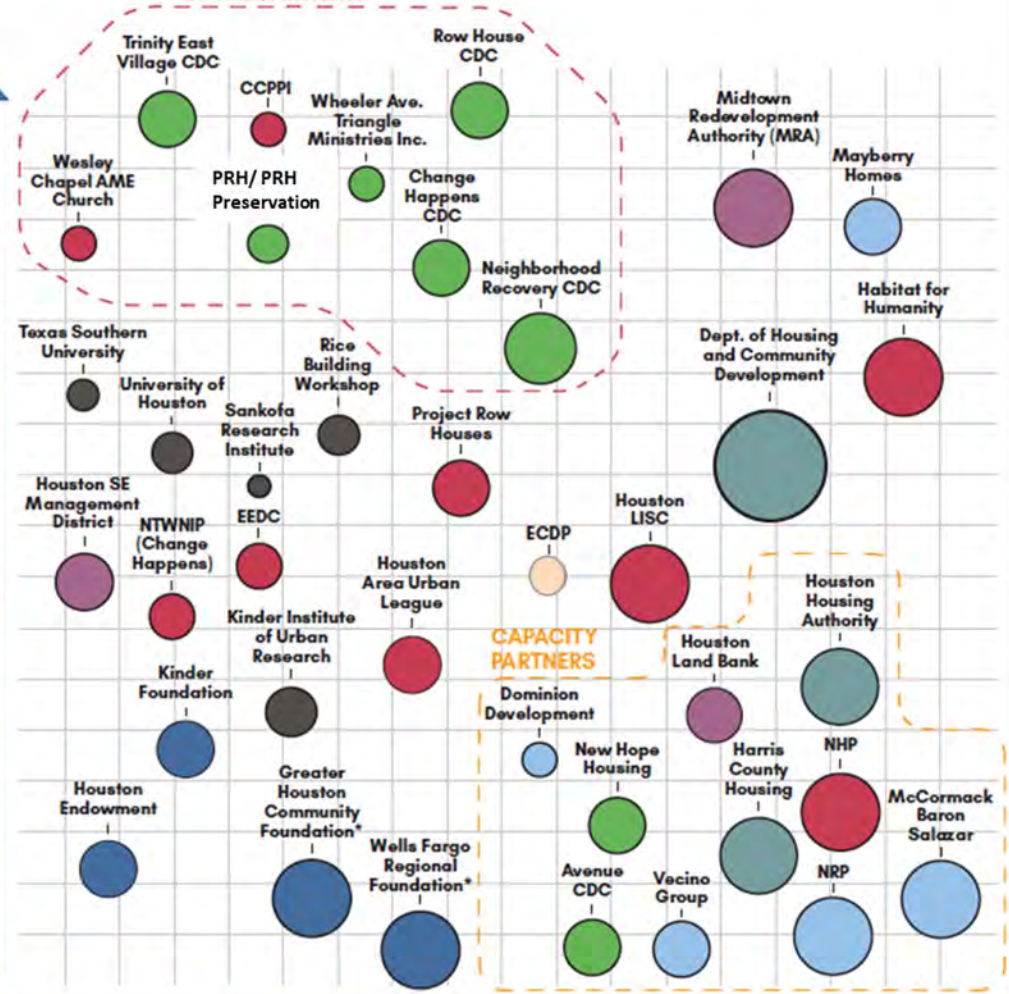 Trinity East
Village CDC
CCPPI
Wheeler Ave.
Triangle
Ministries Inc.
Row House
CDC
Wesley
Chapel AME
Church
PRH/ PRH
Preservation
Change
Happens
CDC
Neighborhood
Recovery CDC
Midtown
Redevelopment
Authority (MRA)
Mayberry
Homes
Habitat for
Humanity
Dept. of Housing
and Community
Development
Texas Southern
University
University of
Houston
Sankofa
Research
Institute
Rice
Building
Workshop
Project Row
Houses
Houston SE
Management
District
NTWNIP
(Change
Happens)
EEDC
Houston
Area Urban
League
ECDP
Houston
LISC
Kinder Institute
of Urban
Research
Kinder
Foundation
Houston
Endowment
Greater
Houston
Community
Foundation*
Wells Fargo
Regional
Foundation*
CAPACITY
PARTNERS
Houston
Housing
Authority
Houston
Land Bank
Dominion
Development
New Hope
Housing
Harris
County
Housing
NHP
McCormack
Baron
Salazar
Avenue
CDC
Vecino
Group
NRP